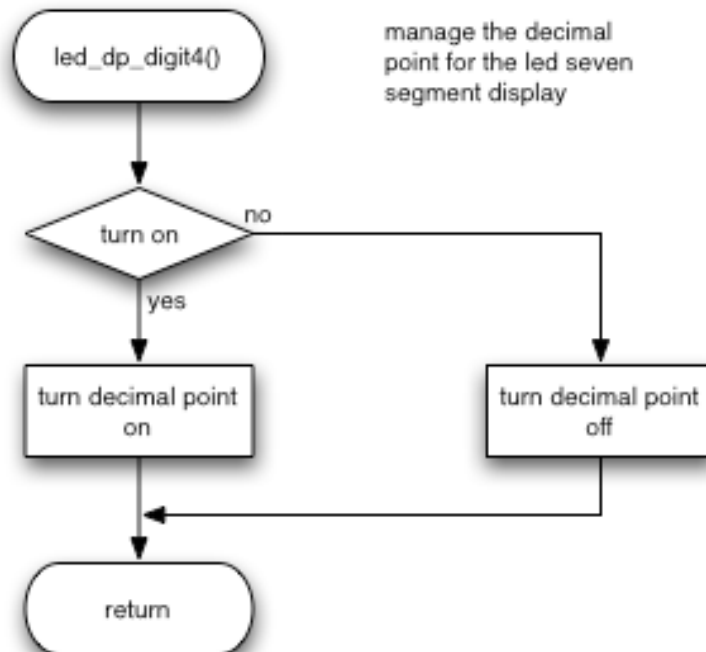 led_dp_digit4()
manage the decimal
point for the led seven
segment display
turn on
no
yes
turn decimal point
on
turn decimal point
off
return